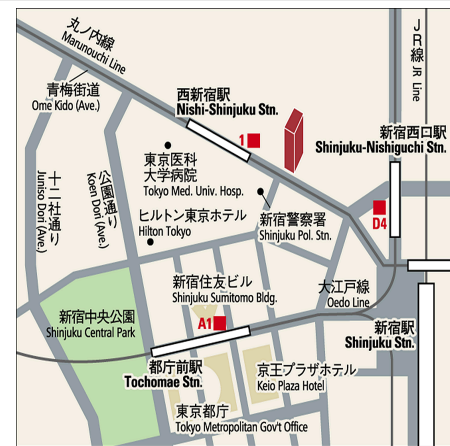 丸ノ内線
Marunouchi Line
JR線
JR Line
青梅街道
Ome Kido (Ave.)
西新宿駅
Nishi-Shinjuku Stn.
1
新宿西口駅
Shinjuku-Nishiguchi Stn.
十二社通り
Juniso Dori (Ave.)
公園通り
Koen Dori (Ave.)
東京医科
大学病院
Tokyo Med. Univ. Hosp.
ヒルトン東京ホテル
Hilton Tokyo
新宿警察署
Shinjuku Pol. Stn.
D4
新宿住友ビル
Shinjuku Sumitomo Bldg.
大江戸線
Oedo Line
新宿中央公園
Shinjuku Central Park
A1
新宿駅
Shinjuku Stn.
都庁前駅
Tochomae Stn.
京王プラザホテル
Keio Plaza Hotel
東京都庁
Tokyo Metropolitan Gov't Office